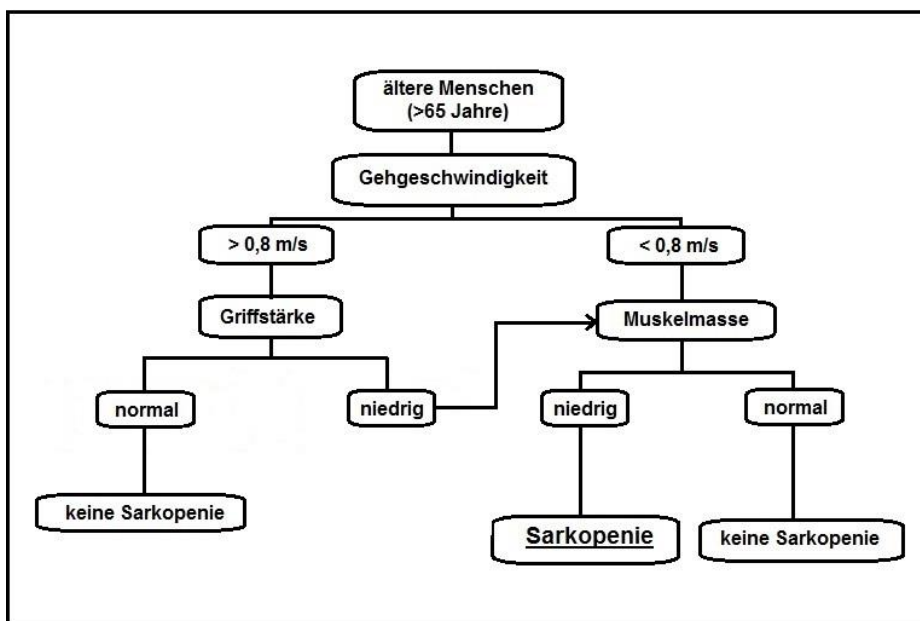 ältere Menschen
(>65 Jahre)
Gehgeschwindigkeit
> 0,8 m/s
< 0,8 m/s
Griffstärke
Muskelmasse
normal
niedrig
niedrig
normal
keine Sarkopenie
Sarkopenie
keine Sarkopenie